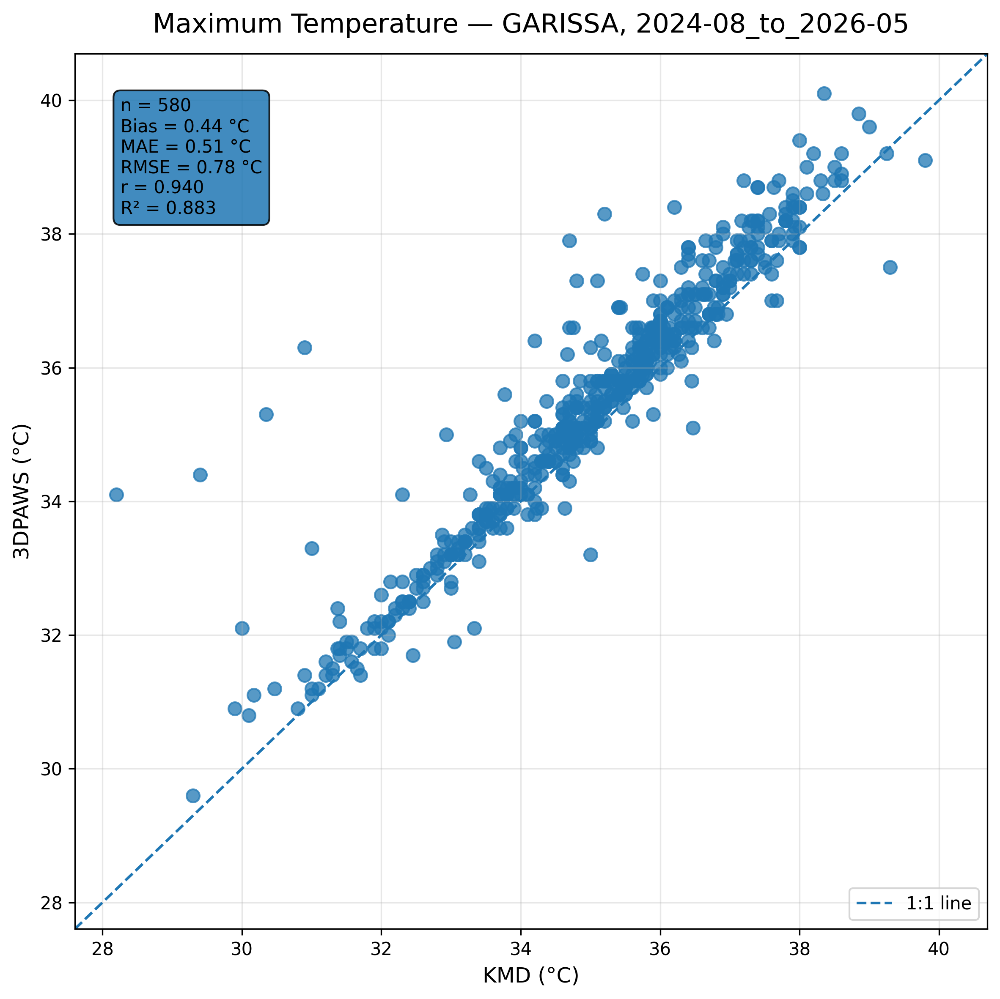 Maximum Temperature — GARISSA, 2024-08_to_2026-05
40
38
36
34
32
30
28
3DPAWS (°C)
n = 580
Bias = 0.44 °C
MAE = 0.51 °C
RMSE = 0.78 °C
r = 0.940
R² = 0.883
1:1 line
28 30 32 34 36 38 40
KMD (°C)